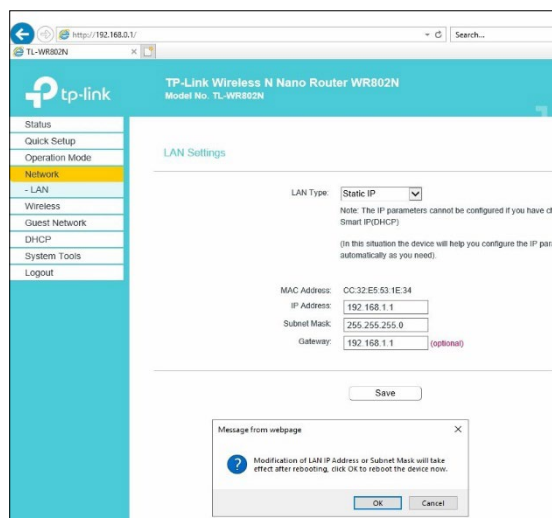 http://192.168.0.1/
Search...
TL-WR802N
tp-link
TP-Link Wireless N Nano Router WR802N
Model No. TL-WR802N
Status
Quick Setup
Operation Mode
Network
- LAN
Wireless
Guest Network
DHCP
System Tools
Logout
LAN Settings
LAN Type: Static IP
Note: The IP parameters cannot be configured if you have
Smart IP(DHCP)
(In this situation the device will help you configure the IP
automatically as you need).
MAC Address: CC:32:E5:53:1E:34
IP Address: 192.168.1.1
Subnet Mask: 255.255.255.0
Gateway: 192.168.1.1 (optional)
Save
Message from webpage
Modification of LAN IP Address or Subnet Mask will take
effect after rebooting, click OK to reboot the device now.
OK Cancel